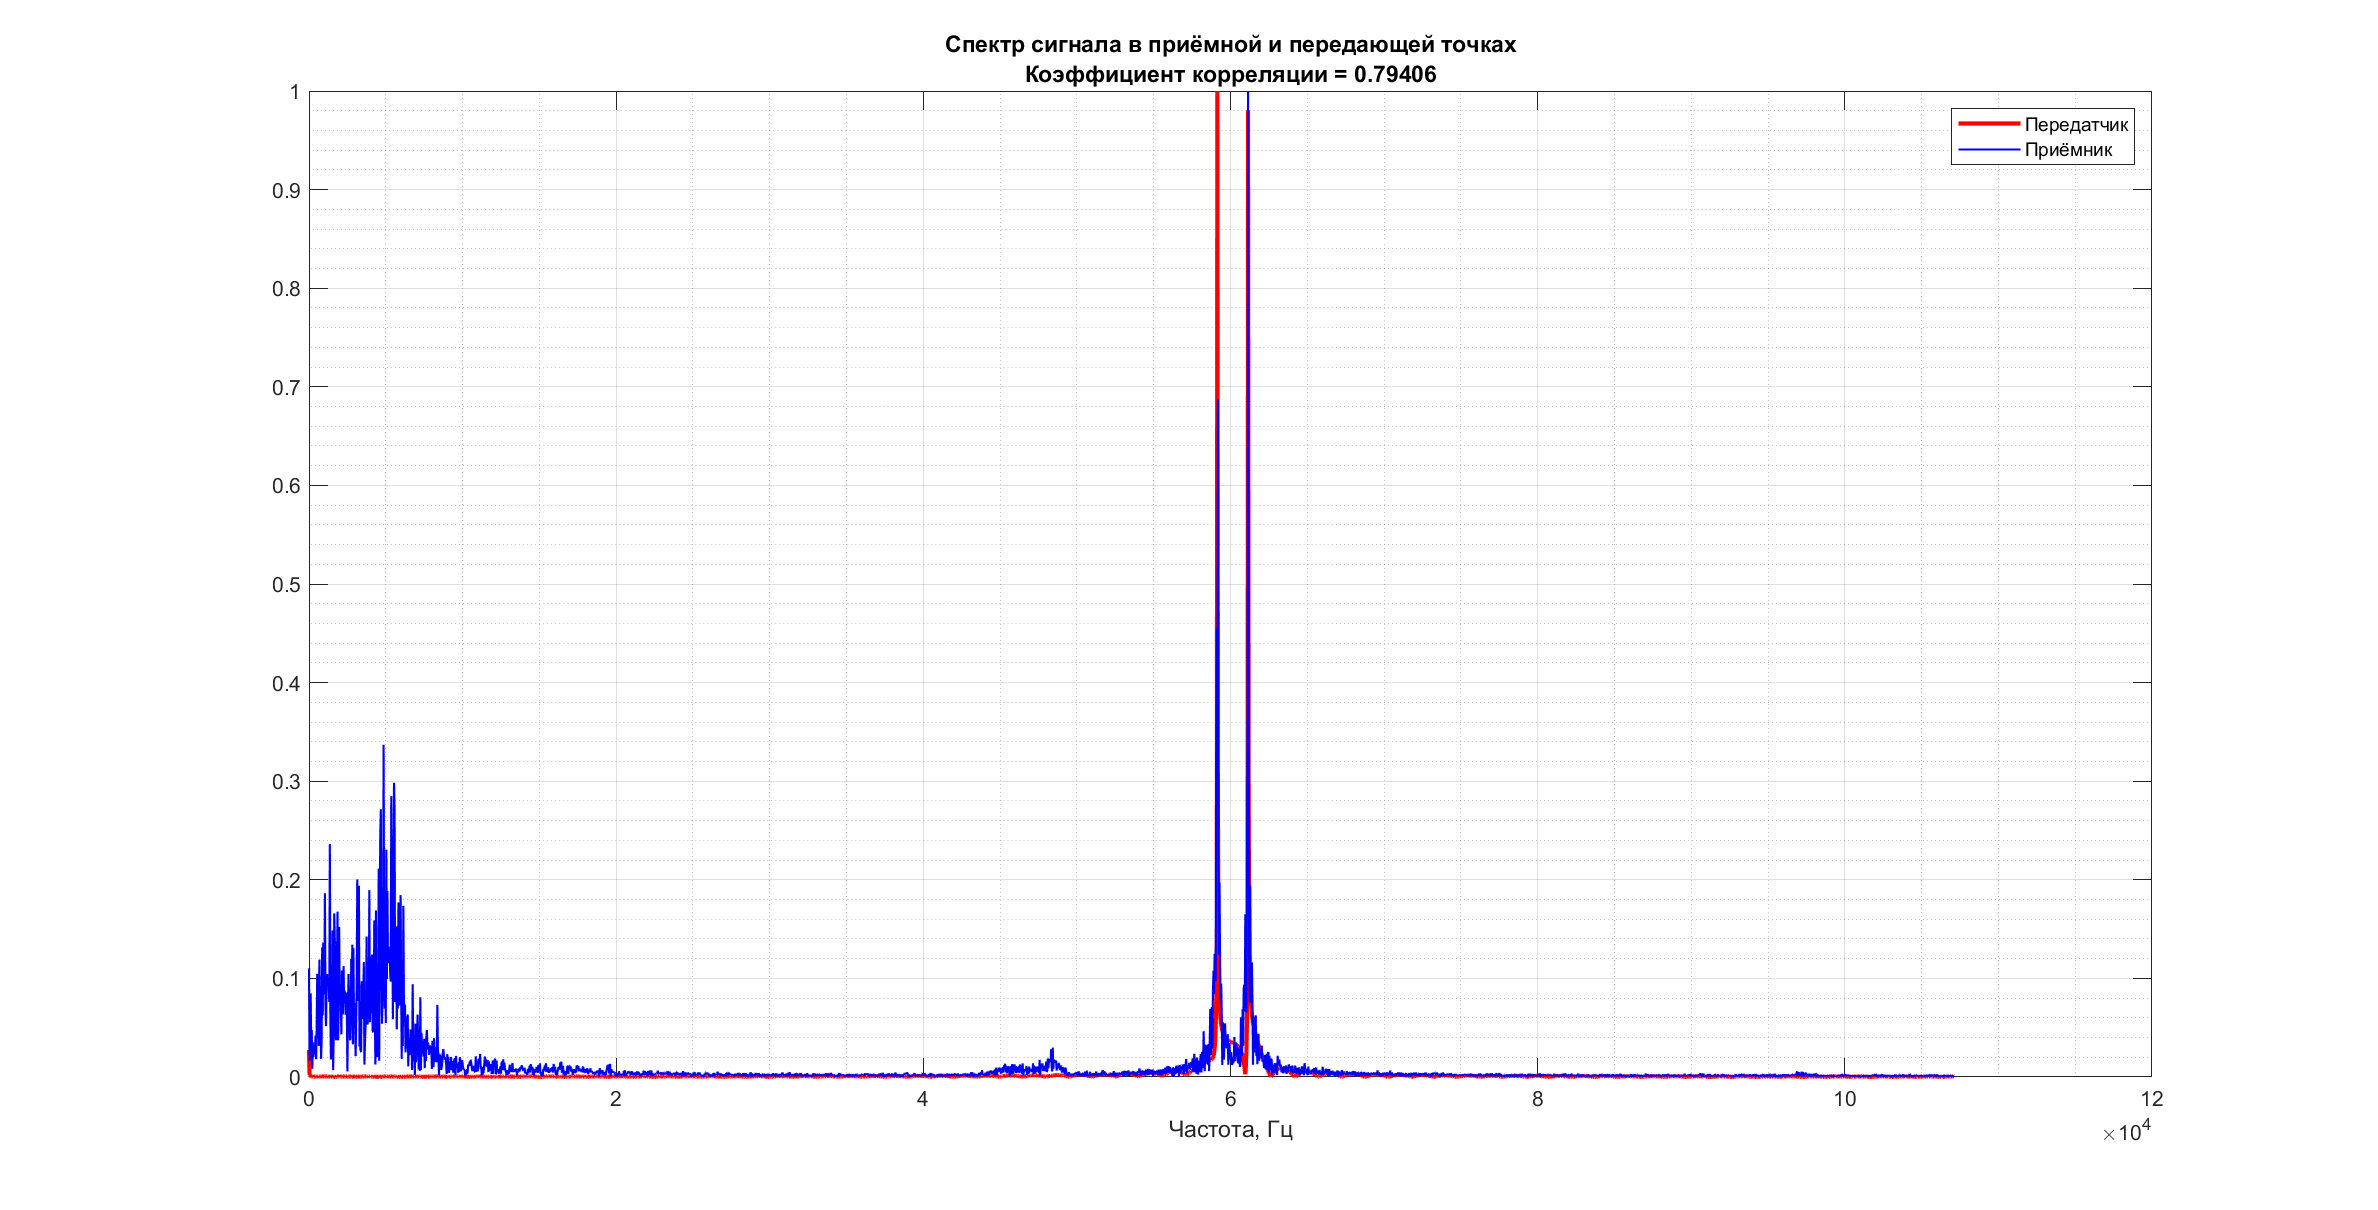 Спектр сигнала в приёмной и передающей точках
Коэффициент корреляции = 0.79406
Передатчик
Приёмник
1
0.9
0.8
0.7
0.6
0.5
0.4
0.3
0.2
0.1
0
0 2 4 6 8 10 12
Частота, Гц
×10⁴